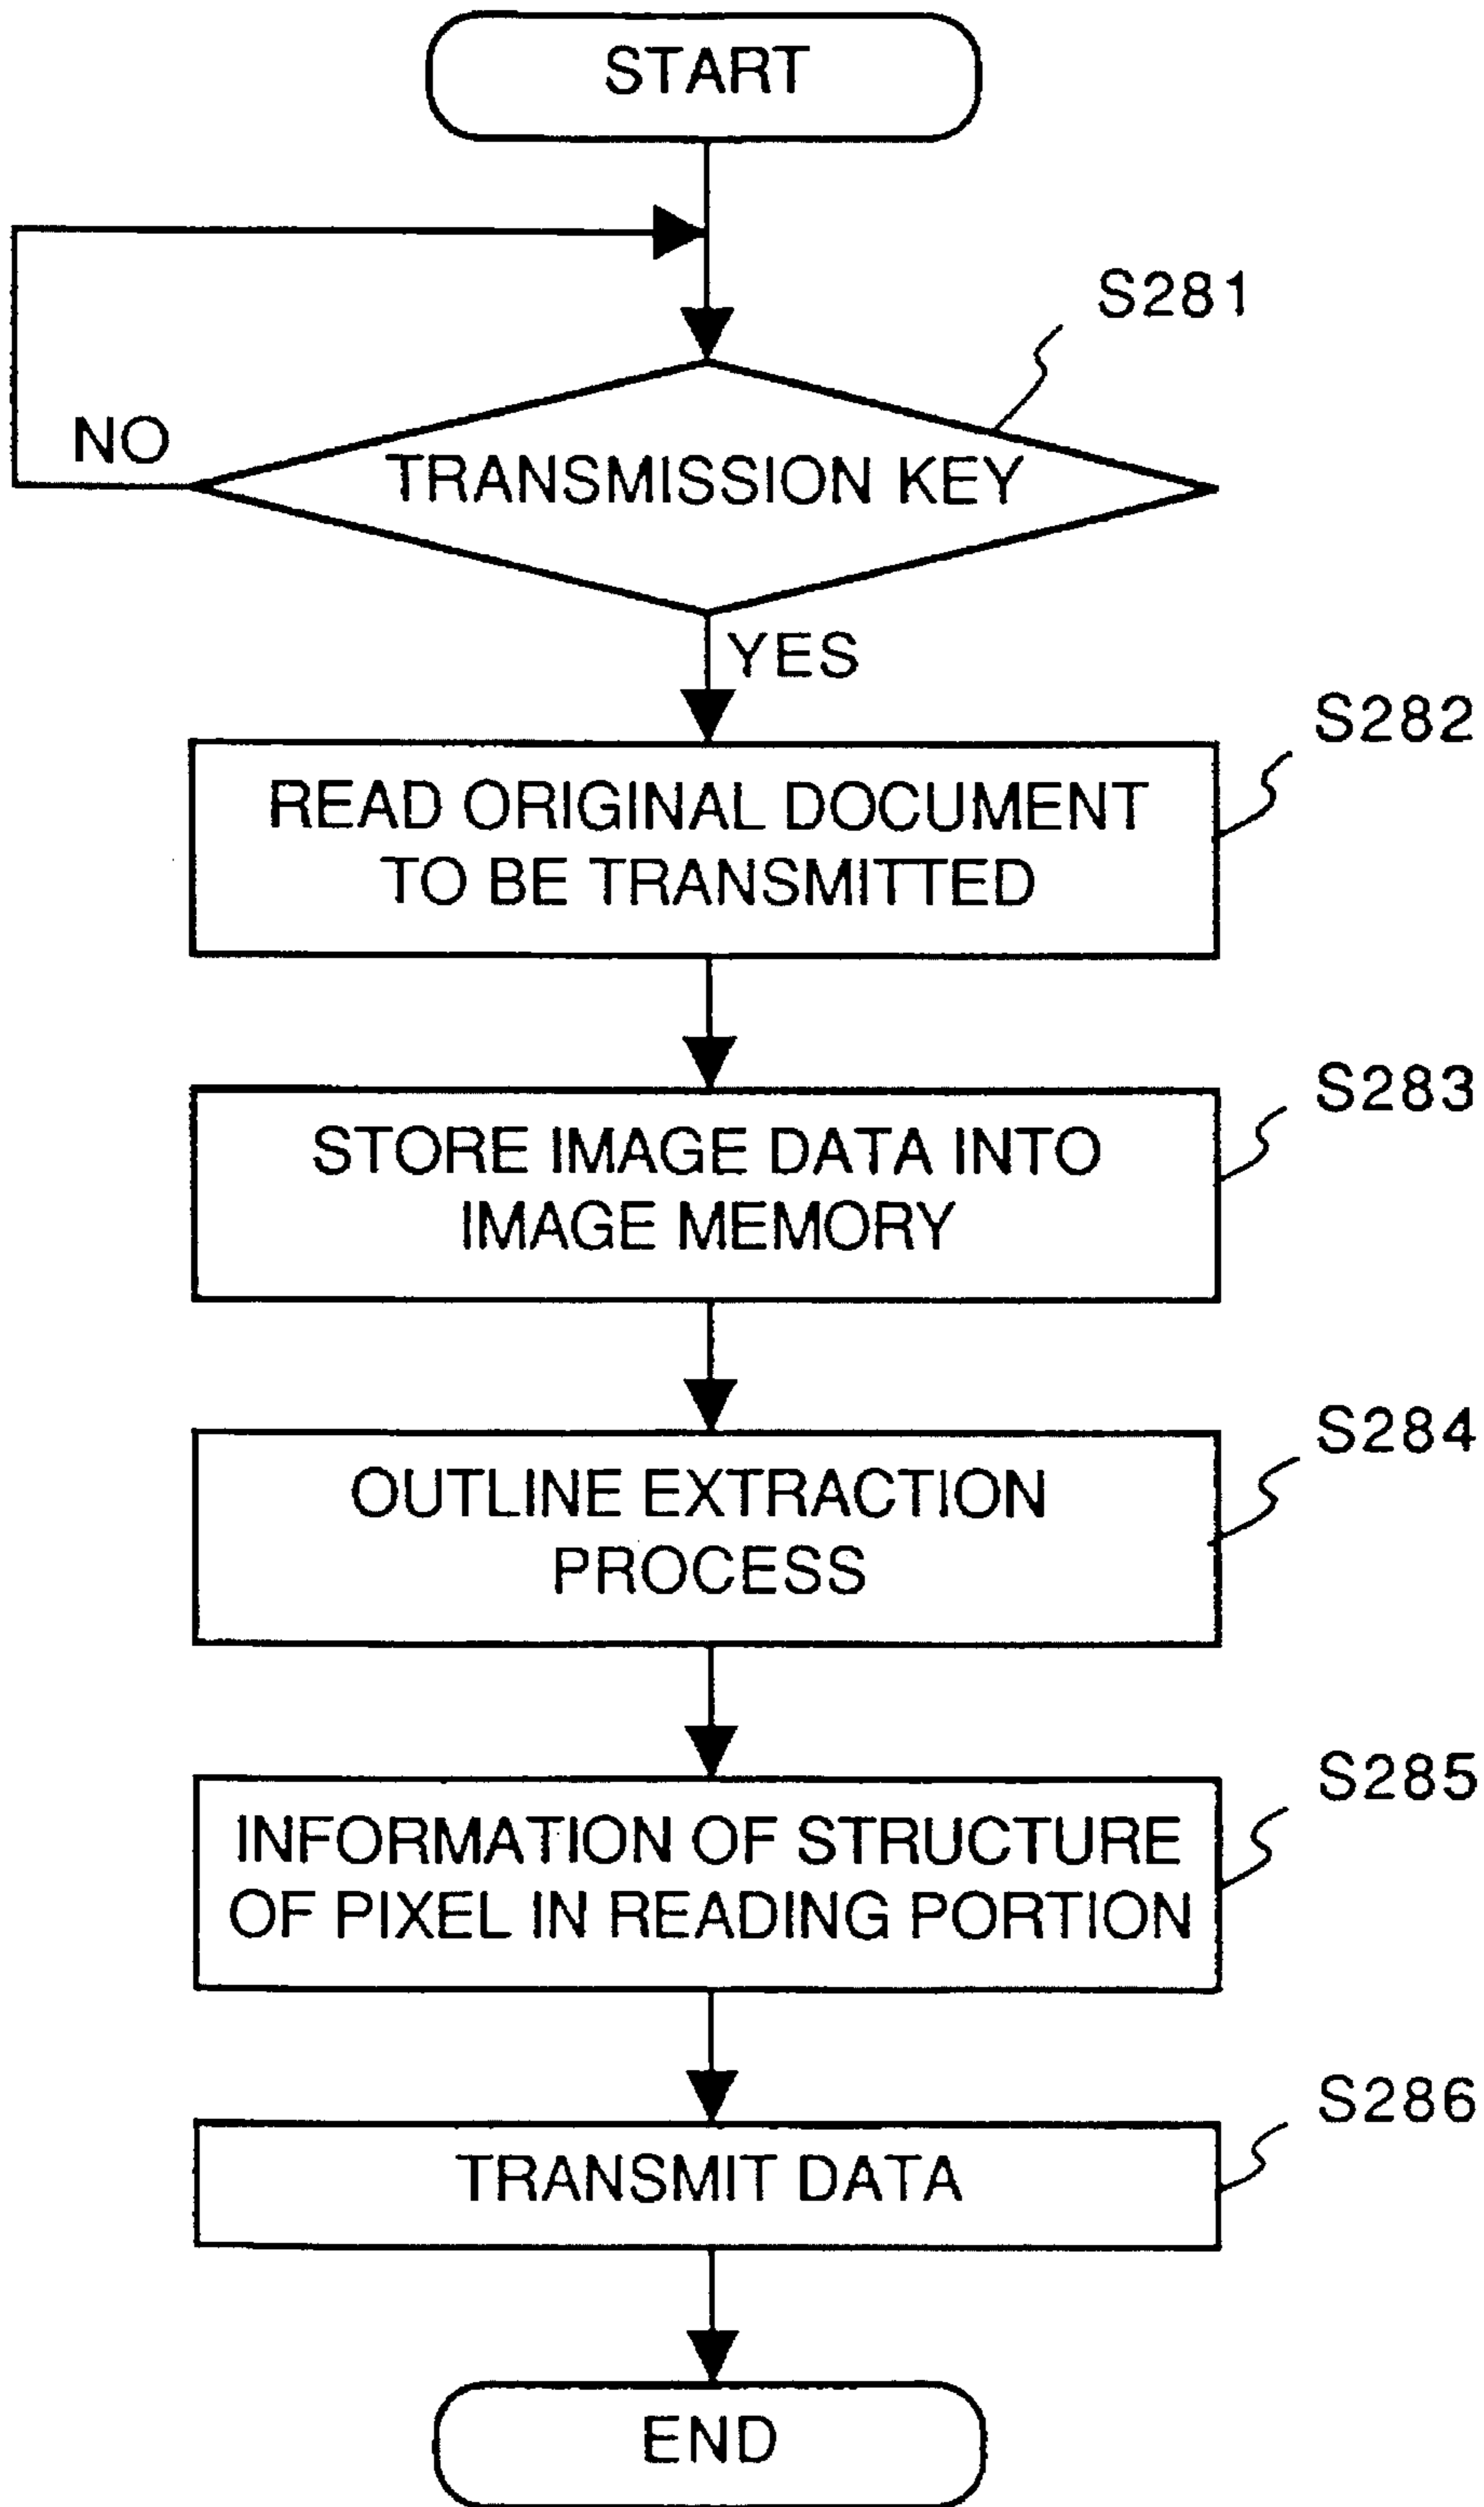 START
S281
NO
TRANSMISSION KEY
YES
S282
READ ORIGINAL DOCUMENT
TO BE TRANSMITTED
S283
STORE IMAGE DATA INTO
IMAGE MEMORY
S284
OUTLINE EXTRACTION
PROCESS
S285
INFORMATION OF STRUCTURE
OF PIXEL IN READING PORTION
S286
TRANSMIT DATA
END